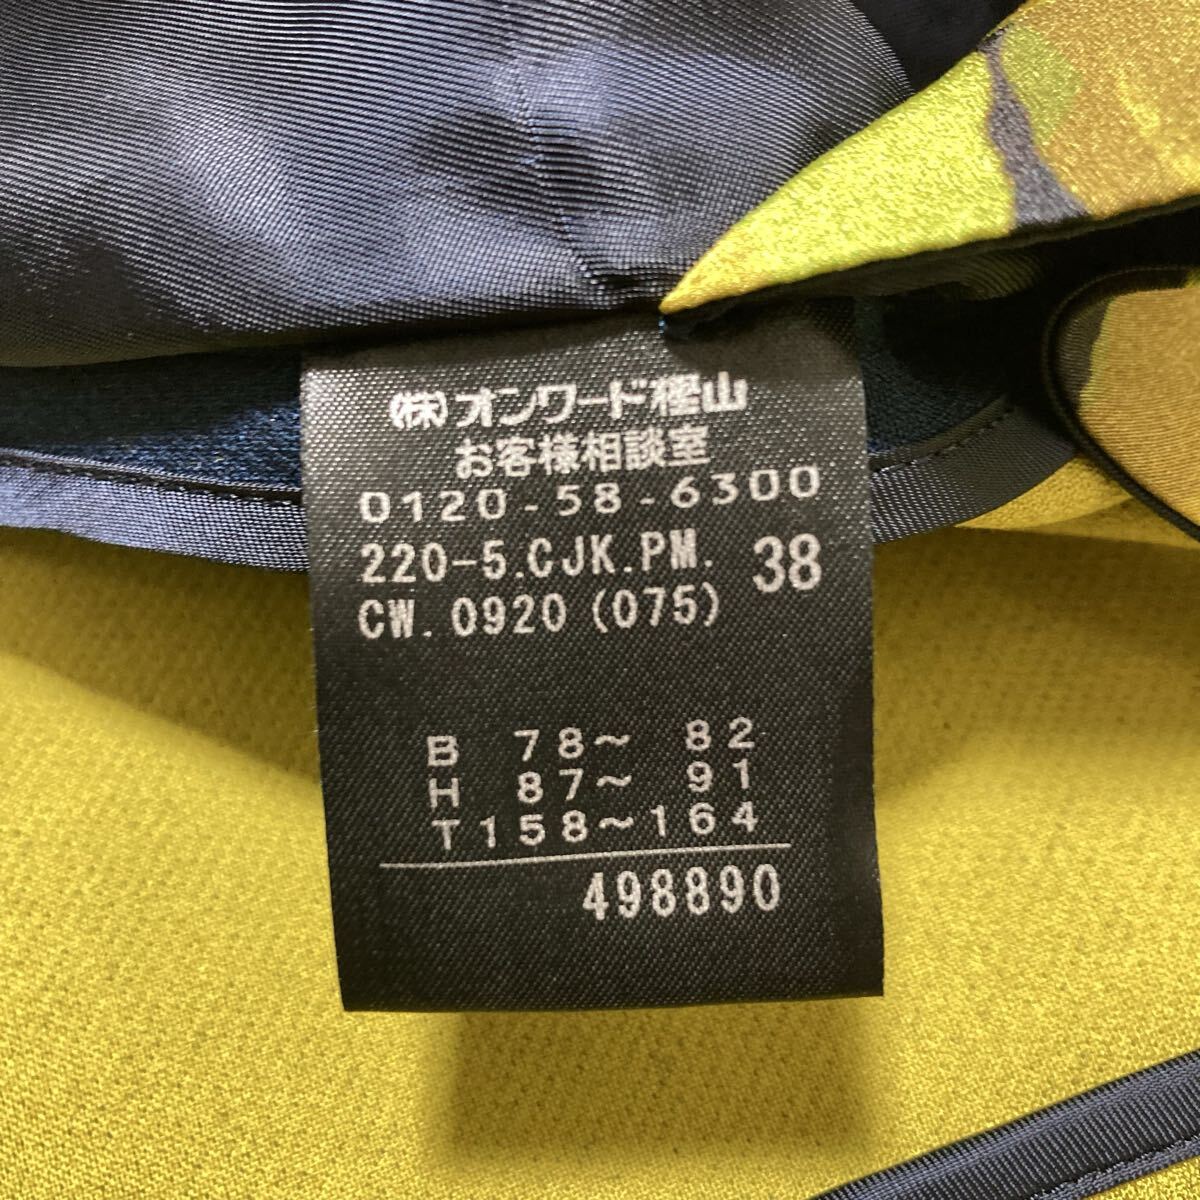 (株)オンワード樫山
お客様相談室
0120-58-6300
220-5.CJK.PM. 38
CW.0920(075)
B 78～ 82
H 87～ 91
T158～164
498890